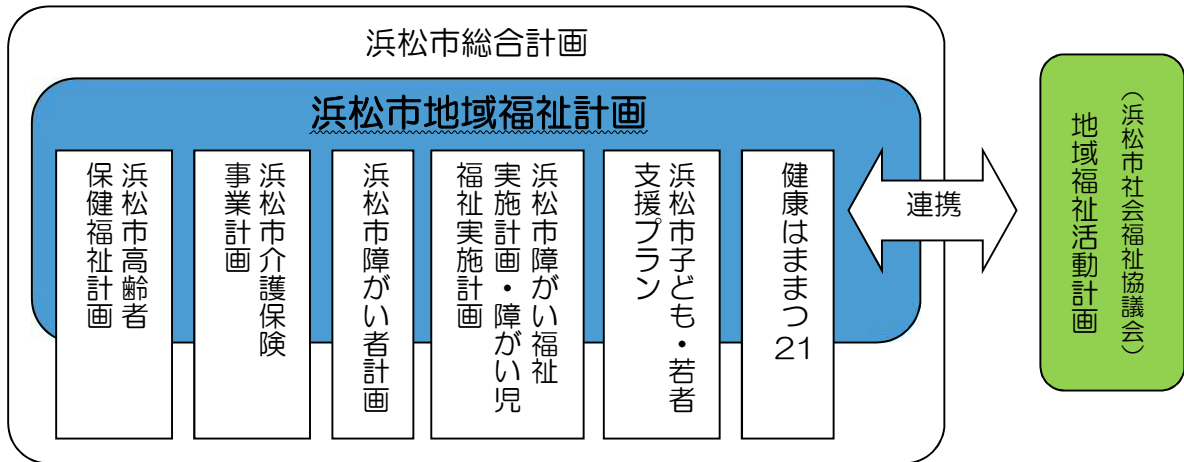 浜松市総合計画
浜松市地域福祉計画
浜松市高齢者
保健福祉計画
浜松市介護保険
事業計画
浜松市障がい者計画
浜松市障がい福祉
実施計画・障がい児
福祉実施計画
浜松市子ども・若者
支援プラン
健康はままつ
21
連携
（浜松市社会福祉協議会）
地域福祉活動計画